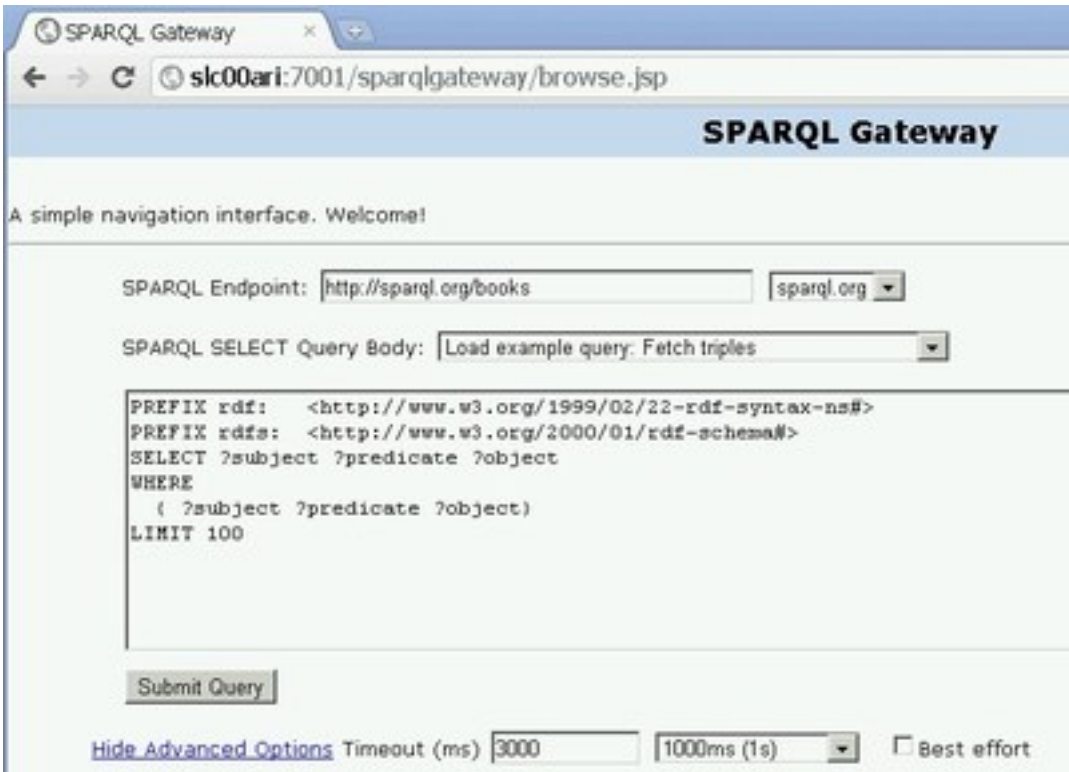 SPARQL Gateway
slc00ari:7001/sparqlgateway/browse.jsp
SPARQL Gateway
A simple navigation interface. Welcome!
SPARQL Endpoint: http://sparql.org/books sparql.org
SPARQL SELECT Query Body: Load example query: Fetch triples
PREFIX rdf: <http://www.w3.org/1999/02/22-rdf-syntax-ns#>
PREFIX rdfs: <http://www.w3.org/2000/01/rdf-schema#>
SELECT ?subject ?predicate ?object
WHERE
( ?subject ?predicate ?object)
LIMIT 100
Submit Query
Hide Advanced Options Timeout (ms) 3000 1000ms (1s) Best effort